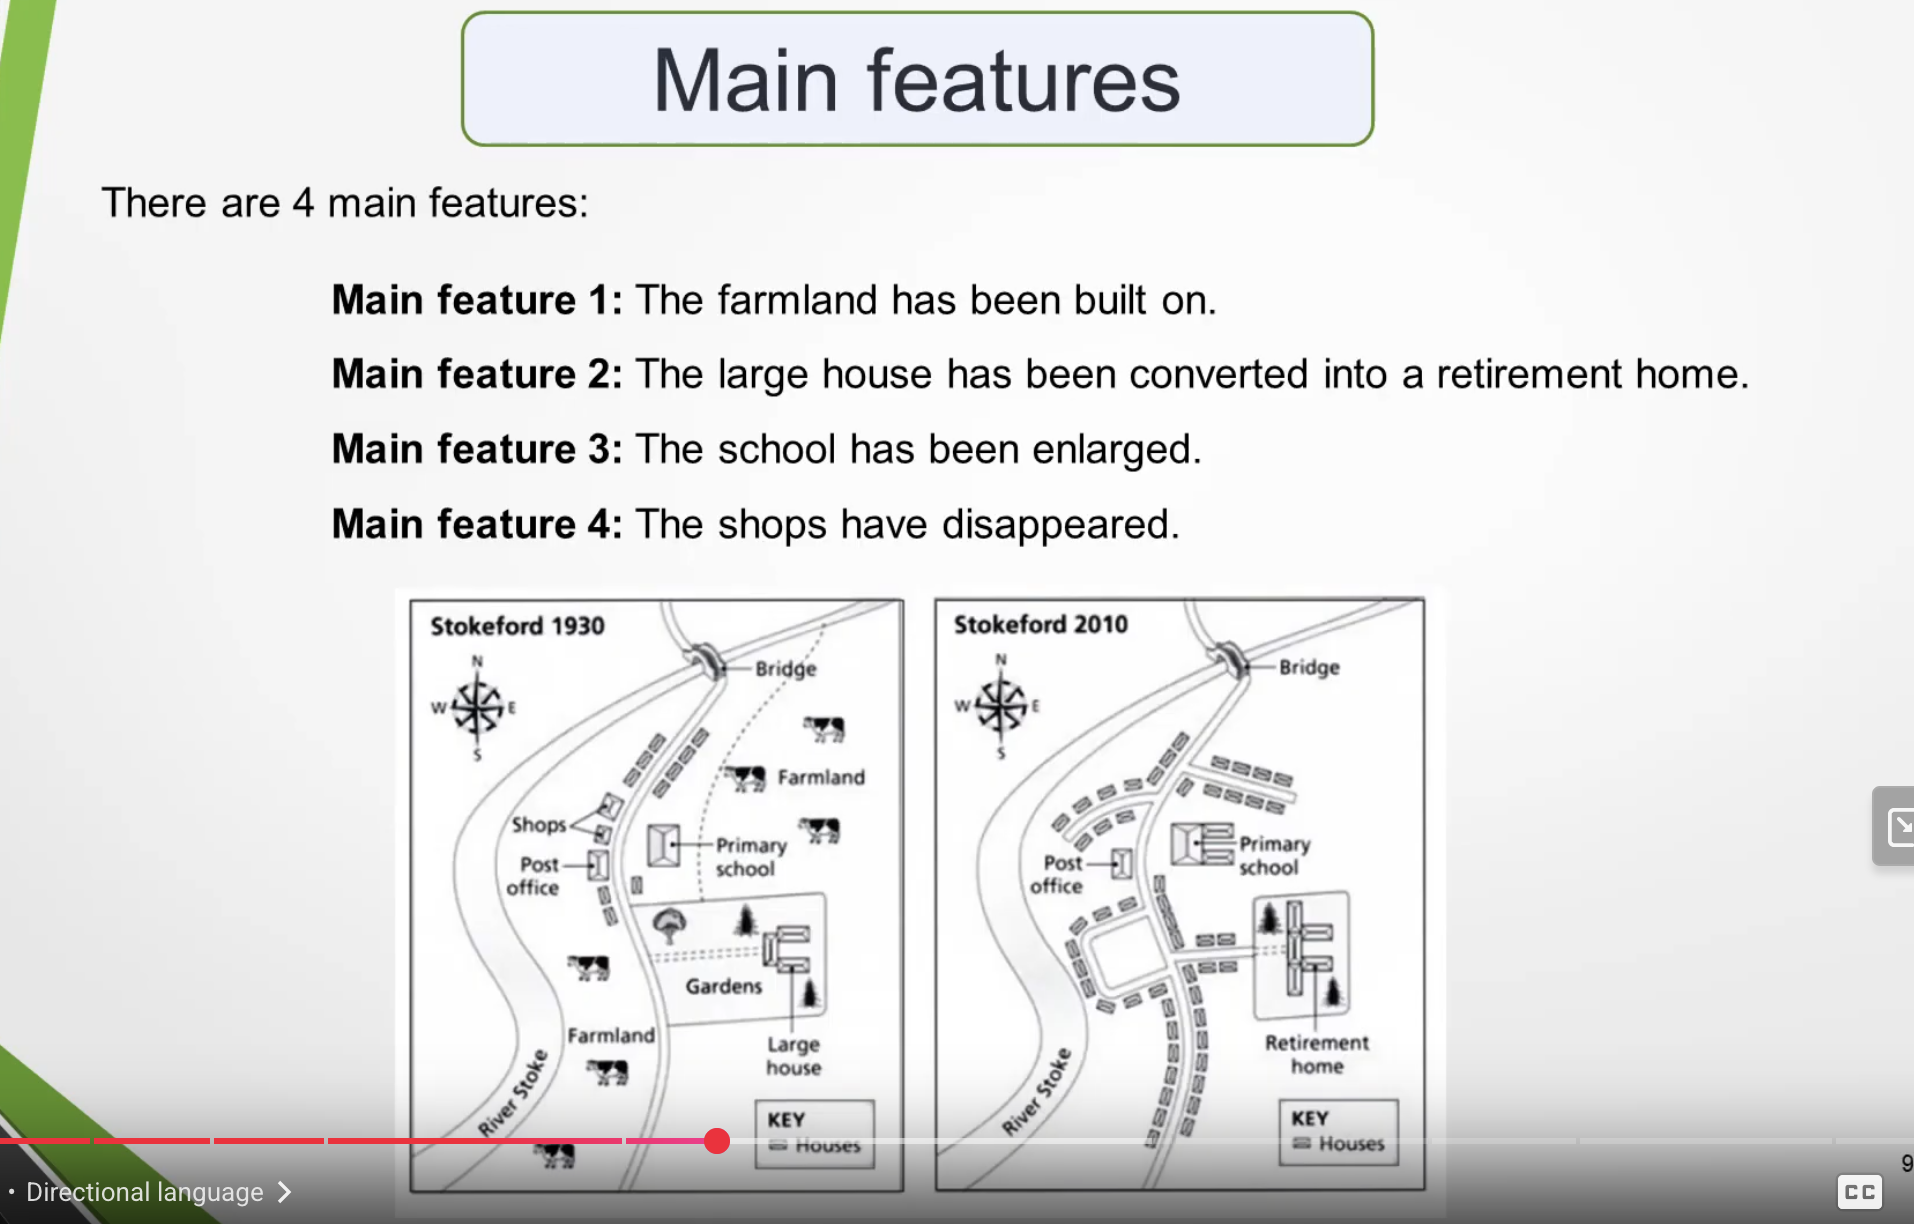 Main features
There are 4 main features:
Main feature 1: The farmland has been built on.
Main feature 2: The large house has been converted into a retirement home.
Main feature 3: The school has been enlarged.
Main feature 4: The shops have disappeared.
Stokeford 1930
N
W
E
S
Bridge
Farmland
Shops
Primary
school
Post
office
Gardens
Farmland
Large
house
River Stoke
KEY
Houses
Stokeford 2010
N
W
E
S
Bridge
Primary
school
Post
office
Retirement
home
River Stoke
KEY
Houses
9
• Directional language >
CC